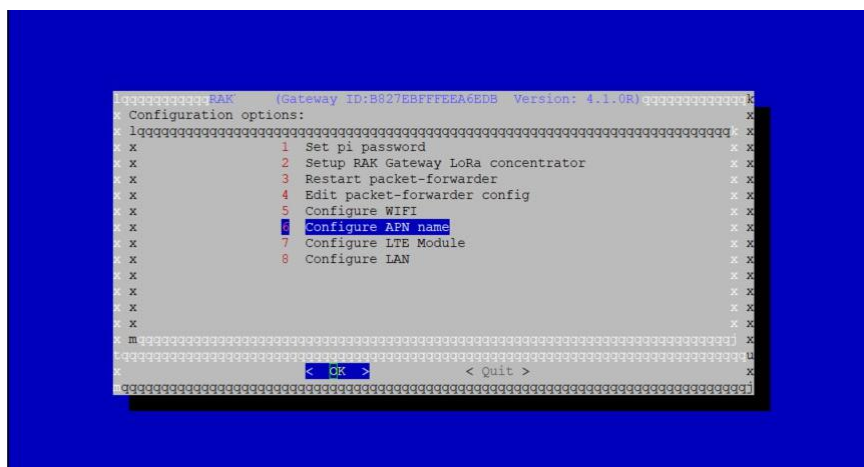 RAK (Gateway ID:B827EBFFFEEA6EDB Version: 4.1.0R)
Configuration options:
1 Set pi password
2 Setup RAK Gateway LoRa concentrator
3 Restart packet-forwarder
4 Edit packet-forwarder config
5 Configure WIFI
6 Configure APN name
7 Configure LTE Module
8 Configure LAN
< OK > < Quit >